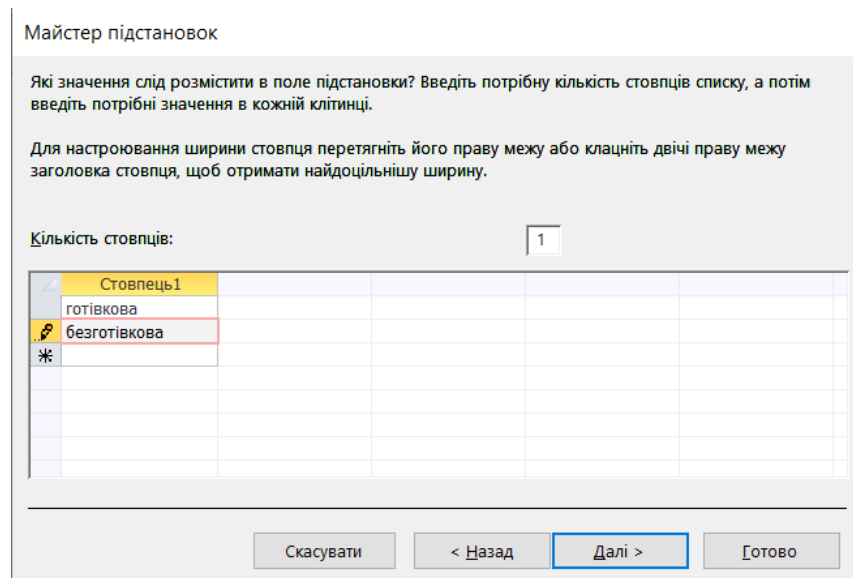 Майстер підстановок
Які значення слід розмістити в поле підстановки? Введіть потрібну кількість стовпців списку, а потім
введіть потрібні значення в кожній клітинці.
Для настроювання ширини стовпця перетягніть його праву межу або клацніть двічі праву межу
заголовка стовпця, щоб отримати найдоцільнішу ширину.
Кількість стовпців: 1
Стовпець1
готівкова
безготівкова
Скасувати < Назад Далі > Готово